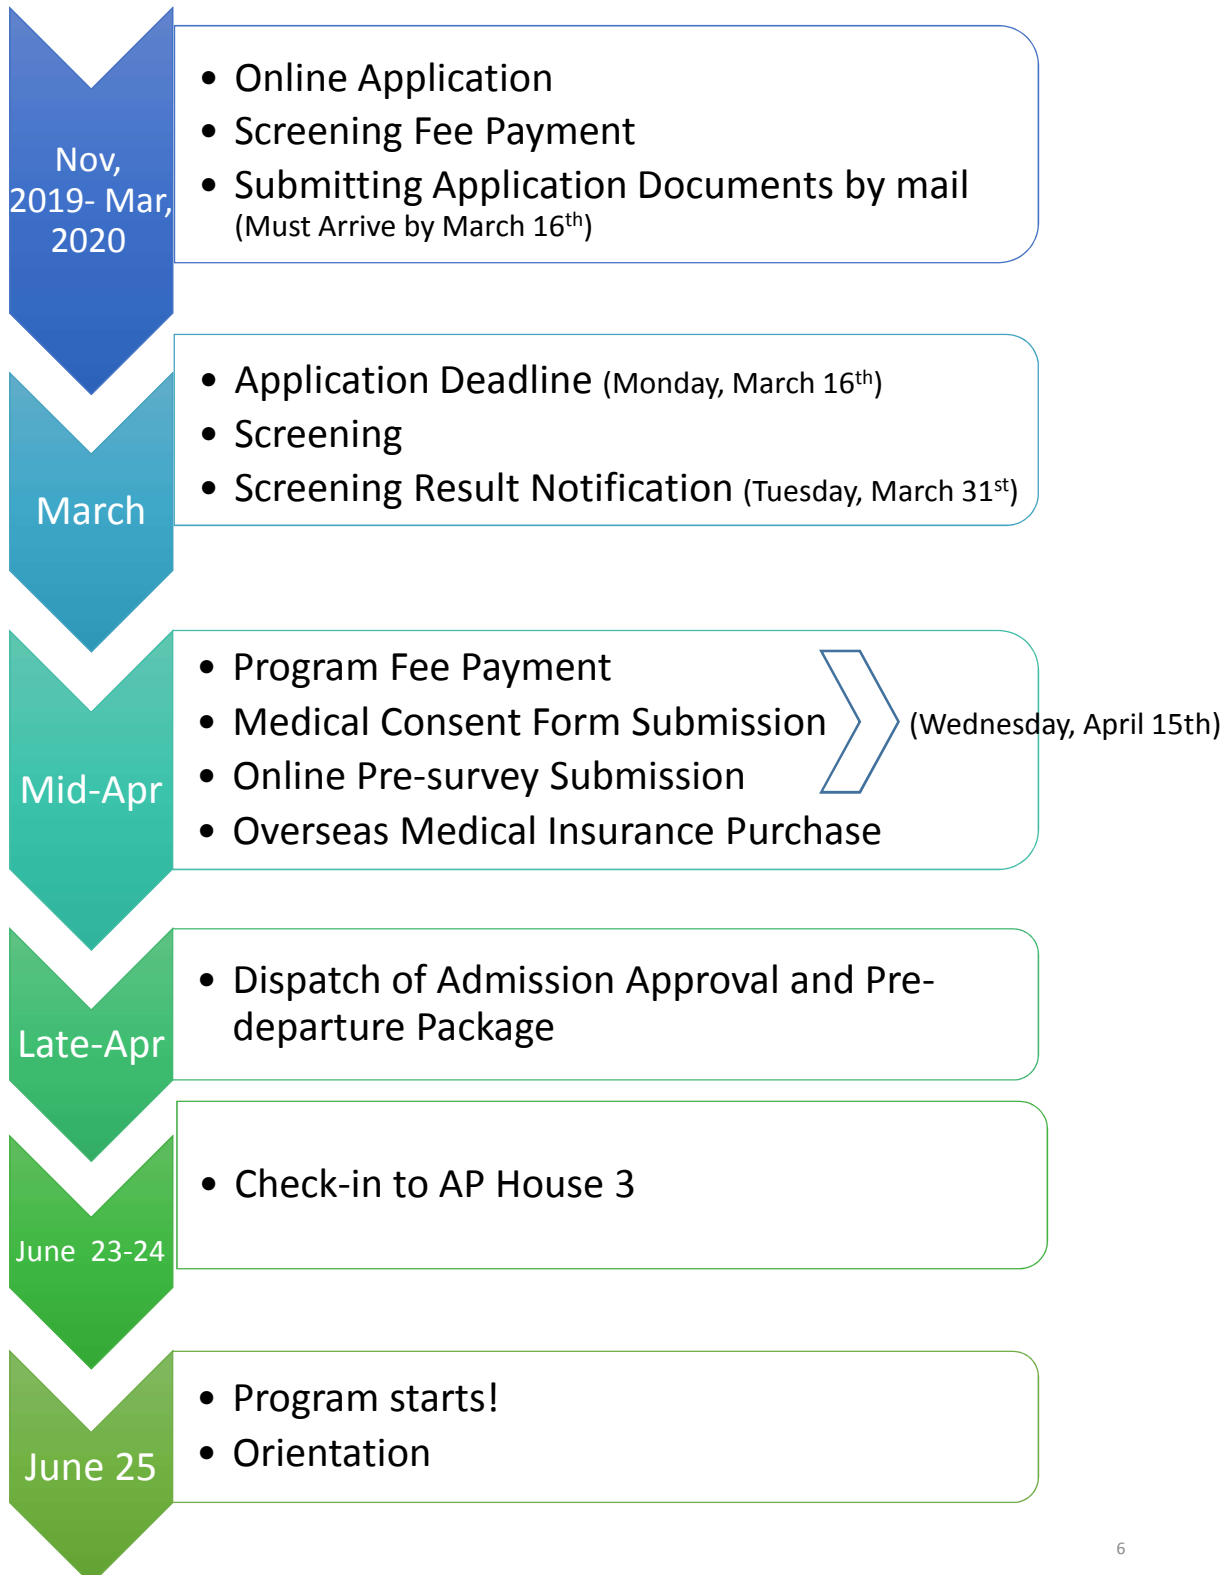 Nov,
2019- Mar,
2020
• Online Application
• Screening Fee Payment
• Submitting Application Documents by mail
(Must Arrive by March 16th)
March
• Application Deadline (Monday, March 16th)
• Screening
• Screening Result Notification (Tuesday, March 31st)
Mid-Apr
• Program Fee Payment
• Medical Consent Form Submission
(Wednesday, April 15th)
• Online Pre-survey Submission
• Overseas Medical Insurance Purchase
Late-Apr
• Dispatch of Admission Approval and Pre-
departure Package
June 23-24
• Check-in to AP House 3
June 25
• Program starts!
• Orientation
6